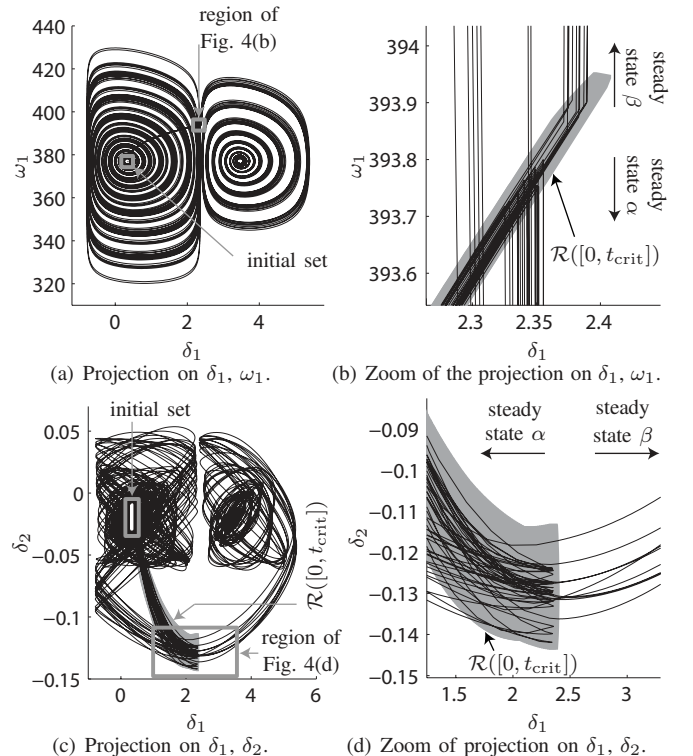 region of
Fig. 4(b)
440
420
400
380
360
340
320
ω₁
initial set
0 2 4
δ₁
(a) Projection on δ₁, ω₁.
394
393.9
393.8
393.7
393.6
ω₁
steady
state β
steady
state α
R([0, t_crit])
2.3 2.35 2.4
δ₁
(b) Zoom of the projection on δ₁, ω₁.
initial set
0.05
0
−0.05
−0.1
−0.15
δ₂
R([0, t_crit])
region of
Fig. 4(d)
0 2 4 6
δ₁
(c) Projection on δ₁, δ₂.
steady
state α
steady
state β
−0.09
−0.1
−0.11
−0.12
−0.13
−0.14
−0.15
δ₂
R([0, t_crit])
1.5 2 2.5 3
δ₁
(d) Zoom of projection on δ₁, δ₂.